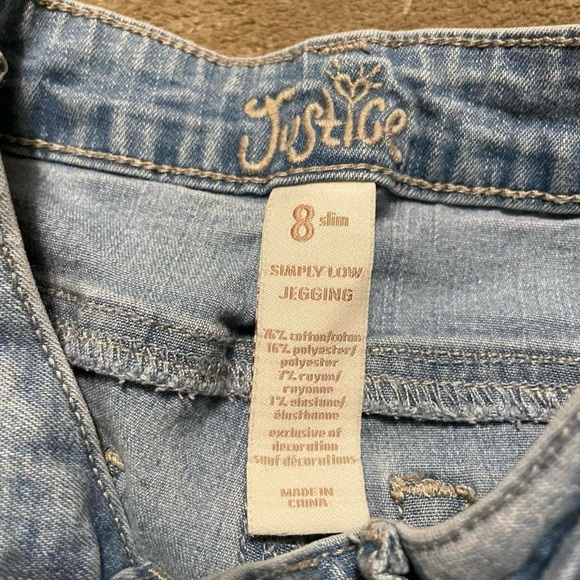 Justice
8 slim
SIMPLY LOW
JEGGING
76% cotton/coton
16% polyester/
polyester
7% rayon/
rayonne
1% elastane/
élasthanne
exclusive of
decoration
sauf décorations
MADE IN
CHINA